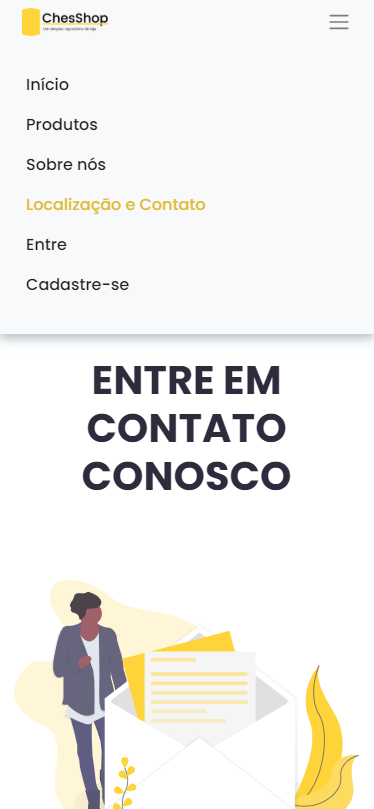 ChesShop
Um simples repositório de loja
Início
Produtos
Sobre nós
Localização e Contato
Entre
Cadastre-se
ENTRE EM
CONTATO
CONOSCO